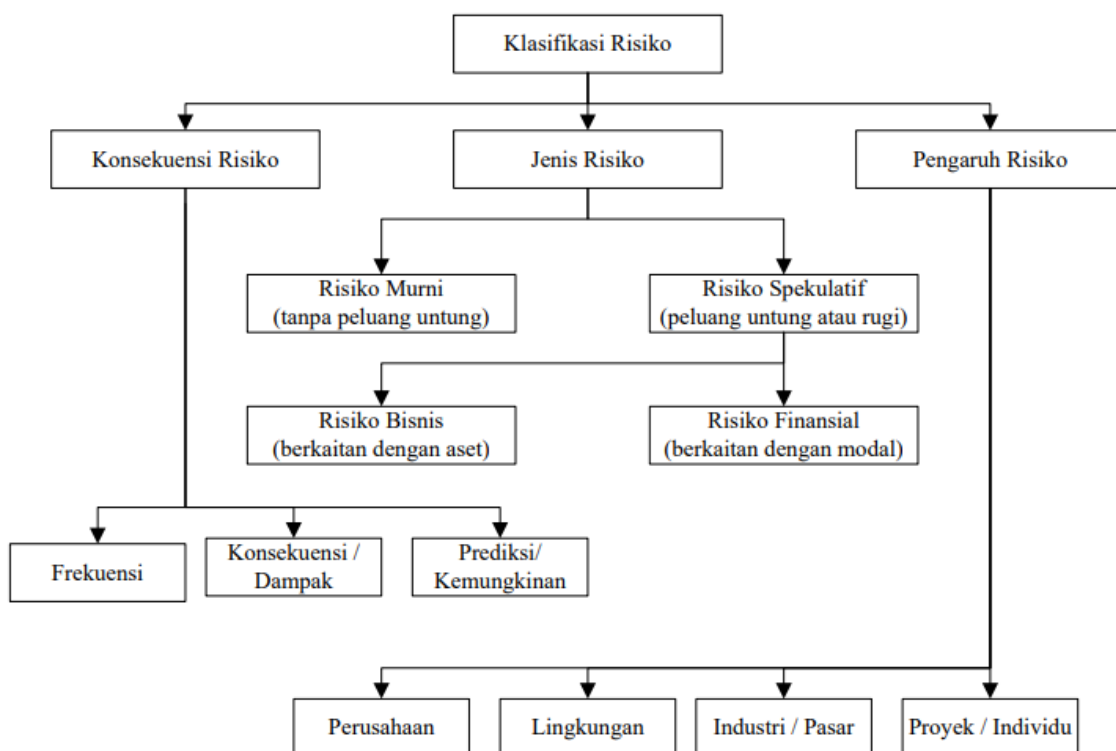 Klasifikasi Risiko
Konsekuensi Risiko
Jenis Risiko
Pengaruh Risiko
Risiko Murni
(tanpa peluang untung)
Risiko Spekulatif
(peluang untung atau rugi)
Risiko Bisnis
(berkaitan dengan aset)
Risiko Finansial
(berkaitan dengan modal)
Frekuensi
Konsekuensi /
Dampak
Prediksi/
Kemungkinan
Perusahaan
Lingkungan
Industri / Pasar
Proyek / Individu